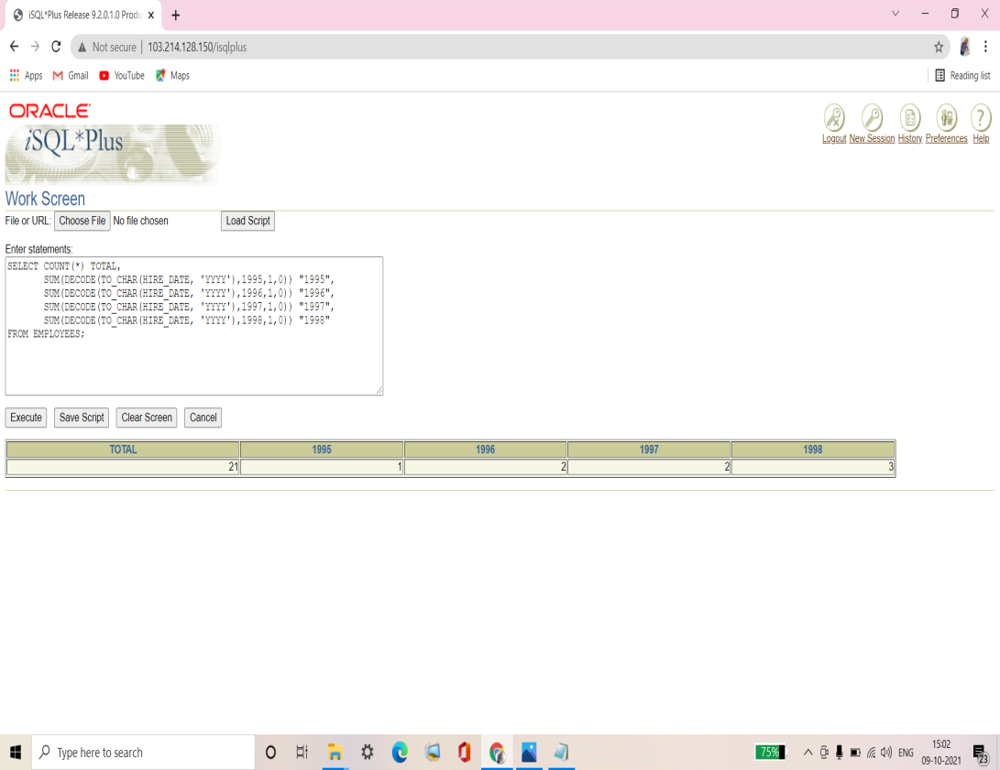 iSQL*Plus Release 9.2.0.1.0 Produ
Not secure | 103.214.128.150/isqlplus
Apps Gmail YouTube Maps Reading list
ORACLE
iSQL*Plus
Logout New Session History Preferences Help
Work Screen
File or URL: Choose File No file chosen Load Script
Enter statements:
SELECT COUNT(*) TOTAL,
SUM(DECODE(TO_CHAR(HIRE_DATE, 'YYYY'),1995,1,0)) "1995",
SUM(DECODE(TO_CHAR(HIRE_DATE, 'YYYY'),1996,1,0)) "1996",
SUM(DECODE(TO_CHAR(HIRE_DATE, 'YYYY'),1997,1,0)) "1997",
SUM(DECODE(TO_CHAR(HIRE_DATE, 'YYYY'),1998,1,0)) "1998"
FROM EMPLOYEES;
Execute Save Script Clear Screen Cancel
TOTAL 1995 1996 1997 1998
21 1 2 2 3
Type here to search 75% ENG 15:02
09-10-2021 23